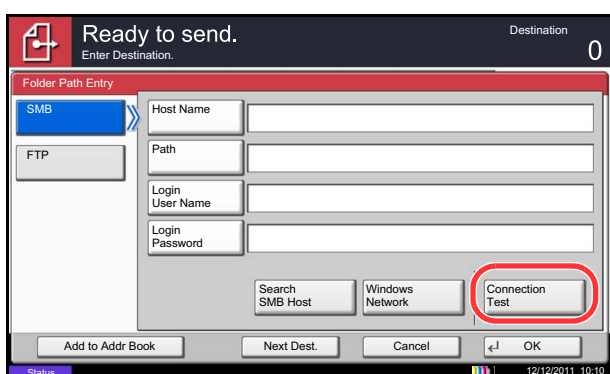 Ready to send.
Destination
Enter Destination.
0
Folder Path Entry
SMB
Host Name
FTP
Path
Login
User Name
Login
Password
Search
SMB Host
Windows
Network
Connection
Test
Add to Addr Book
Next Dest.
Cancel
OK
Status
12/12/2011 10:10